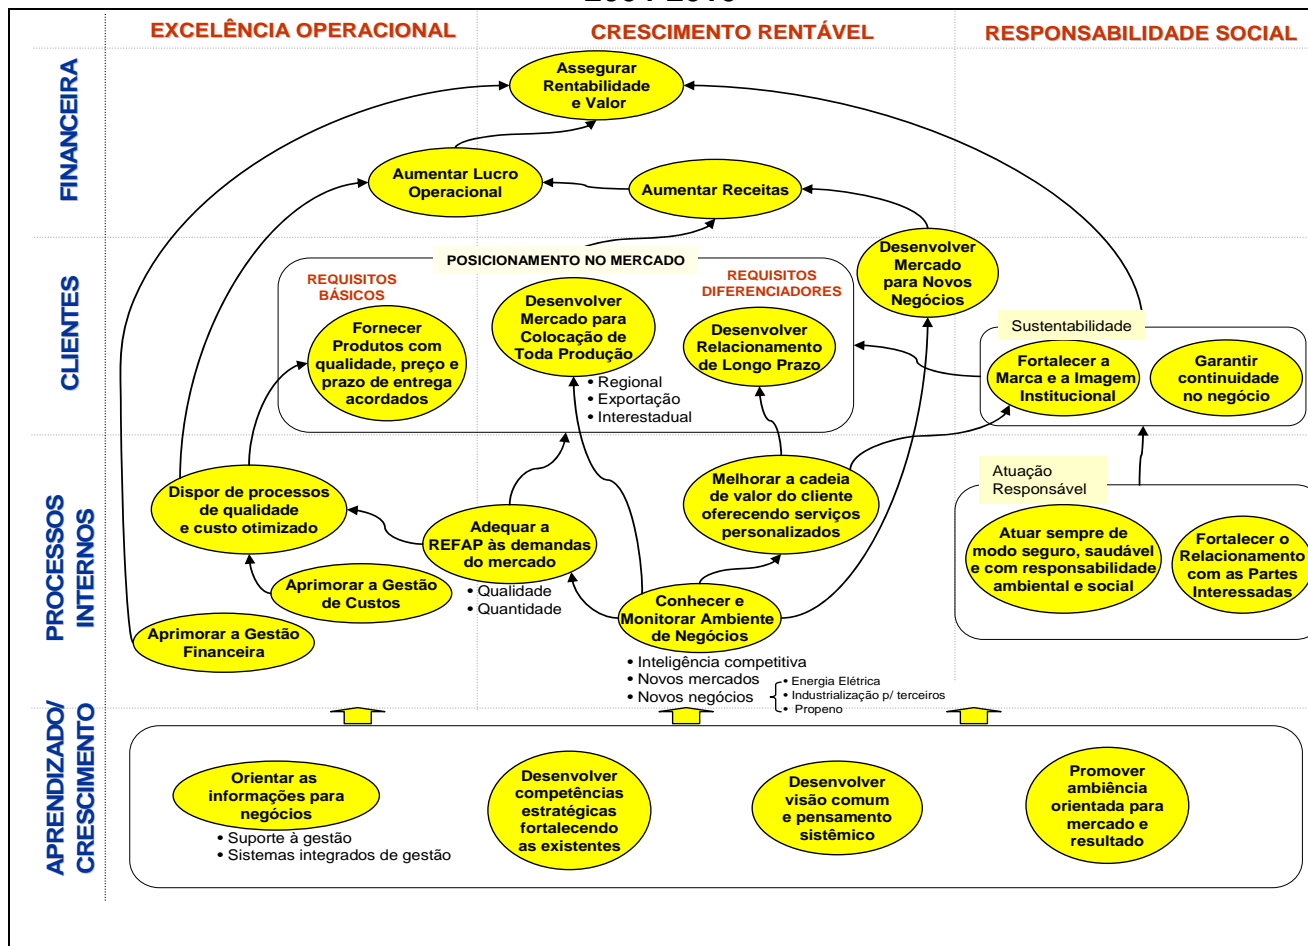 EXCELÊNCIA OPERACIONAL
CRESCIMENTO RENTÁVEL
RESPONSABILIDADE SOCIAL
FINANCEIRA
Assegurar
Rentabilidade
e Valor
Aumentar Lucro
Operacional
Aumentar Receitas
CLIENTES
POSICIONAMENTO NO MERCADO
REQUISITOS
BÁSICOS
Fornecer
Produtos com
qualidade, preço e
prazo de entrega
acordados
Desenvolver
Mercado para
Colocação de
Toda Produção
• Regional
• Exportação
• Interestadual
REQUISITOS
DIFERENCIADORES
Desenvolver
Relacionamento
de Longo Prazo
Desenvolver
Mercado
para Novos
Negócios
Sustentabilidade
Fortalecer a
Marca e a Imagem
Institucional
Garantir
continuidade
no negócio
PROCESSOS
INTERNOS
Dispor de processos
de qualidade
e custo otimizado
Adequar a
REFAP às demandas
do mercado
• Qualidade
• Quantidade
Melhorar a cadeia
de valor do cliente
oferecendo serviços
personalizados
Aprimorar a Gestão
de Custos
Aprimorar a Gestão
Financeira
Conhecer e
Monitorar Ambiente
de Negócios
• Inteligência competitiva
• Novos mercados
• Novos negócios
• Energia Elétrica
• Industrialização p/ terceiros
• Propeno
Atuação
Responsável
Atuar sempre de
modo seguro, saudável
e com responsabilidade
ambiental e social
Fortalecer o
Relacionamento
com as Partes
Interessadas
APRENDIZADO/
CRESCIMENTO
Orientar as
informações para
negócios
• Suporte à gestão
• Sistemas integrados de gestão
Desenvolver
competências
estratégicas
fortalecendo
as existentes
Desenvolver
visão comum
e pensamento
sistêmico
Promover
ambiência
orientada para
mercado e
resultado